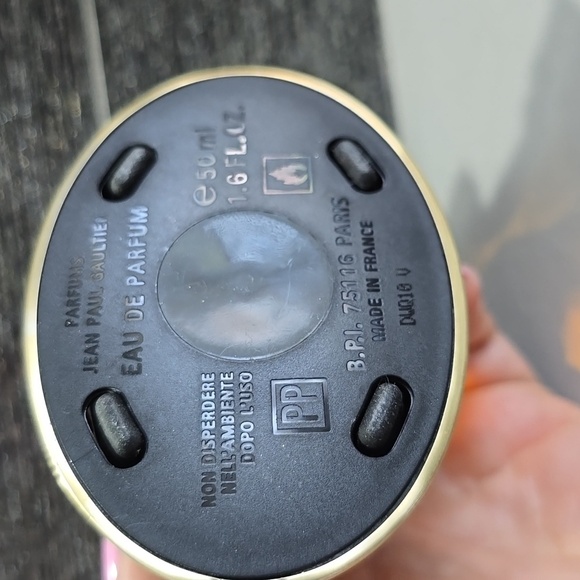 PARFUMS
JEAN PAUL GAULTIER
EAU DE PARFUM
e 50 ml
1.6 FL.OZ.
NON DISPERDERE
NELL'AMBIENTE
DOPO L'USO
PP
B.P.I. 75116 PARIS
MADE IN FRANCE